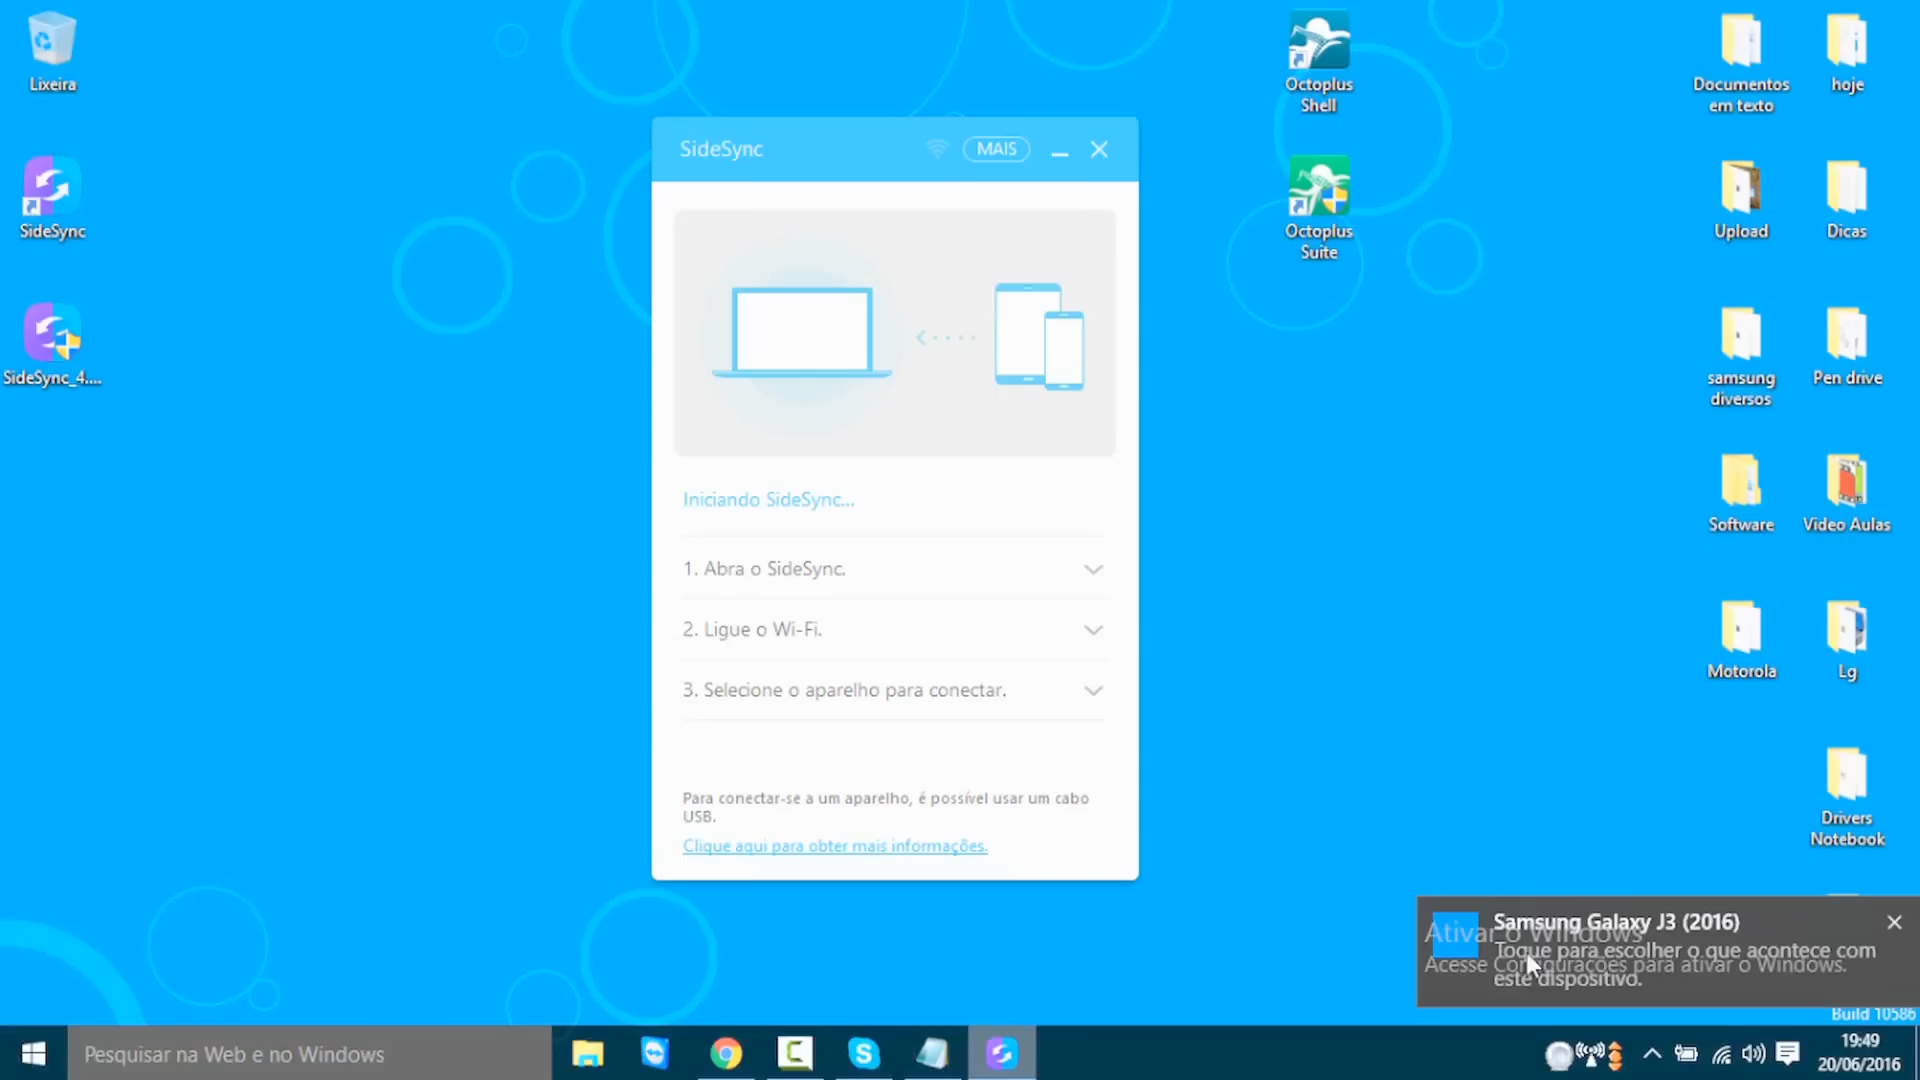 Lixeira
SideSync
SideSync_4....
Octoplus
Shell
Octoplus
Suite
Documentos
em texto
hoje
Upload
Dicas
samsung
diversos
Pen drive
Software
Video Aulas
Motorola
Lg
Drivers
Notebook
SideSync
MAIS
Iniciando SideSync...
1. Abra o SideSync.
2. Ligue o Wi-Fi.
3. Selecione o aparelho para conectar.
Para conectar-se a um aparelho, é possível usar um cabo
USB.
Clique aqui para obter mais informações.
Samsung Galaxy J3 (2016)
Toque para escolher o que acontece com
este dispositivo.
Ativar o Windows
Acesse Configurações para ativar o Windows.
Build 10586
Pesquisar na Web e no Windows
19:49
20/06/2016